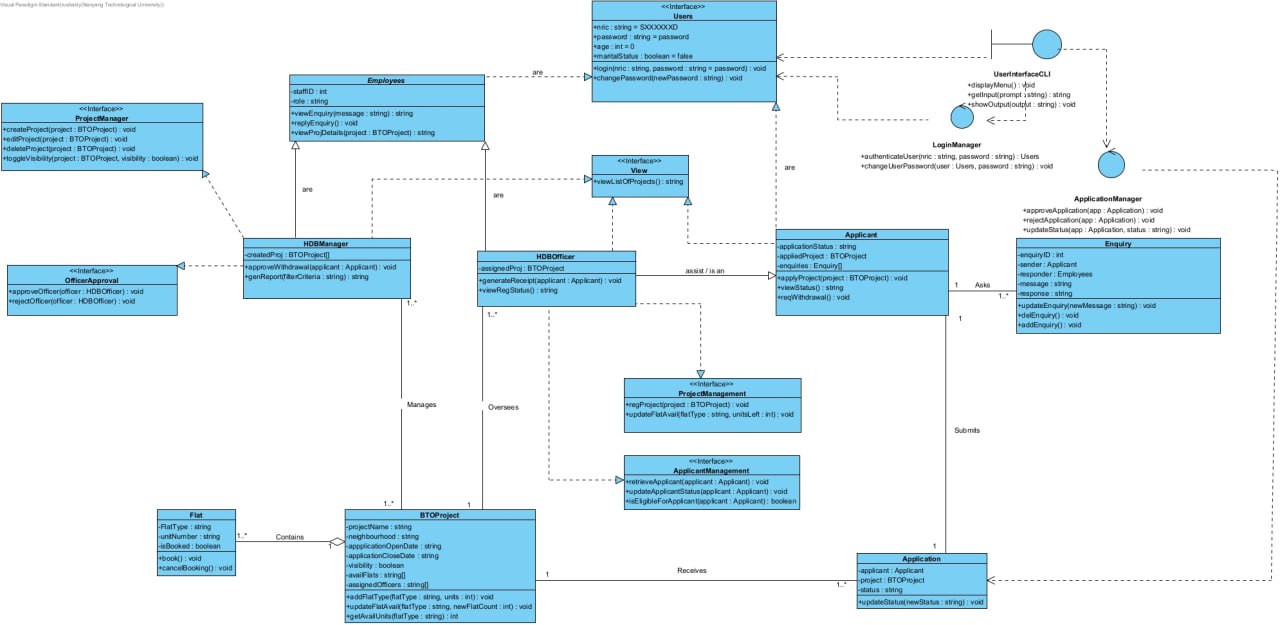 Visual Paradigm Standard(rushasty(Nanyang Technological University))
<<Interface>>
Users
+nric : string = SXXXXXXD
+password : string = password
+age : int = 0
+maritalStatus : boolean = false
+login(nric : string, password : string = password) : void
+changePassword(newPassword : string) : void
UserInterfaceCLI
+displayMenu() : void
+getInput(prompt : string) : string
+showOutput(output : string) : void
are
Employees
-staffID : int
-role : string
+viewEnquiry(message : string) : string
+replyEnquiry() : void
+viewProjDetails(project : BTOProject) : string
<<Interface>>
ProjectManager
+createProject(project : BTOProject) : void
+editProject(project : BTOProject) : void
+deleteProject(project : BTOProject) : void
+toggleVisibility(project : BTOProject, visibility : boolean) : void
LoginManager
+authenticateUser(nric : string, password : string) : Users
+changeUserPassword(user : Users, password : string) : void
<<Interface>>
View
+viewListOfProjects() : string
are
are
are
ApplicationManager
+approveApplication(app : Application) : void
+rejectApplication(app : Application) : void
+updateStatus(app : Application, status : string) : void
HDBManager
-createdProj : BTOProject[]
+approveWithdrawal(applicant : Applicant) : void
+genReport(filterCriteria : string) : string
1..*
HDBOfficer
-assignedProj : BTOProject
+generateReceipt(applicant : Applicant) : void
+viewRegStatus() : string
1..*
assist / is an
Applicant
-applicationStatus : string
-appliedProject : BTOProject
-enquiries : Enquiry[]
+applyProject(project : BTOProject) : void
+viewStatus() : string
+reqWithdrawal() : void
1
Asks
1..*
1
Enquiry
-enquiryID : int
-sender : Applicant
-responder : Employees
-message : string
-response : string
+updateEnquiry(newMessage : string) : void
+delEnquiry() : void
+addEnquiry() : void
<<Interface>>
OfficerApproval
+approveOfficer(officer : HDBOfficer) : void
+rejectOfficer(officer : HDBOfficer) : void
<<Interface>>
ProjectManagement
+regProject(project : BTOProject) : void
+updateFlatAvail(flatType : string, unitsLeft : int) : void
Manages
Oversees
Submits
<<Interface>>
ApplicantManagement
+retrieveApplicant(applicant : Applicant) : void
+updateApplicantStatus(applicant : Applicant) : void
+isEligibleForApplicant(applicant : Applicant) : boolean
1..*
1
Flat
-FlatType : string
-unitNumber : string
-isBooked : boolean
+book() : void
+cancelBooking() : void
1..*
Contains
1
BTOProject
-projectName : string
-neighbourhood : string
-appplicationOpenDate : string
-applicationCloseDate : string
-visibility : boolean
-availFlats : string[]
-assignedOfficers : string[]
+addFlatType(flatType : string, units : int) : void
+updateFlatAvail(flatType : string, newFlatCount : int) : void
+getAvailUnits(flatType : string) : int
1
Receives
1..*
1
Application
-applicant : Applicant
-project : BTOProject
-status : string
+updateStatus(newStatus : string) : void